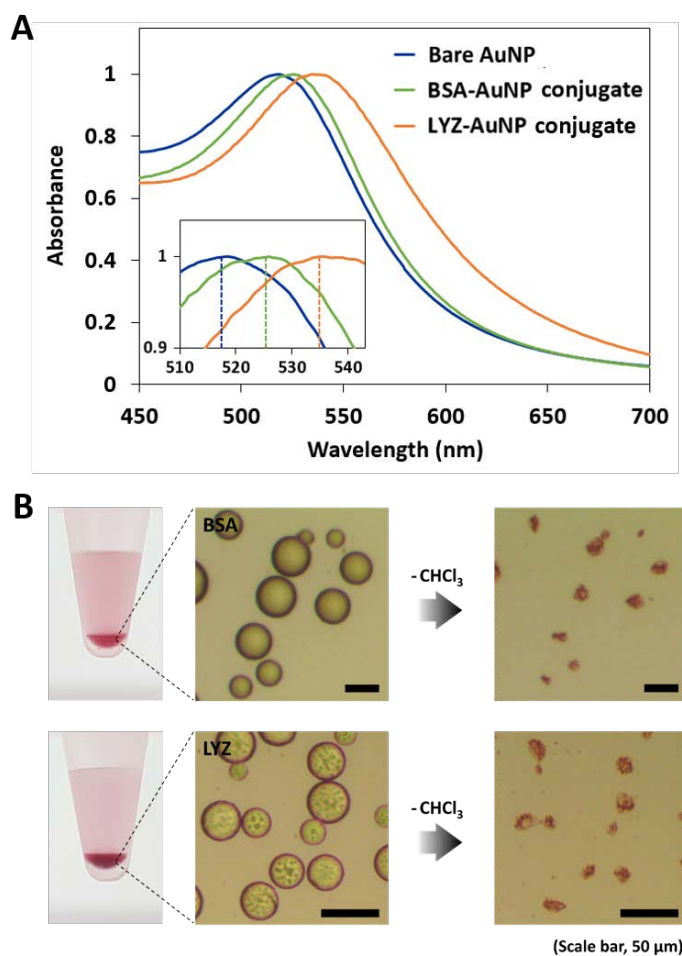 A
Bare AuNP
BSA-AuNP conjugate
LYZ-AuNP conjugate
Absorbance
1
0.8
0.6
0.4
0.2
0
1
0.9
510 520 530 540
450 500 550 600 650 700
Wavelength (nm)
B
BSA
- CHCl₃
LYZ
- CHCl₃
(Scale bar, 50 µm)